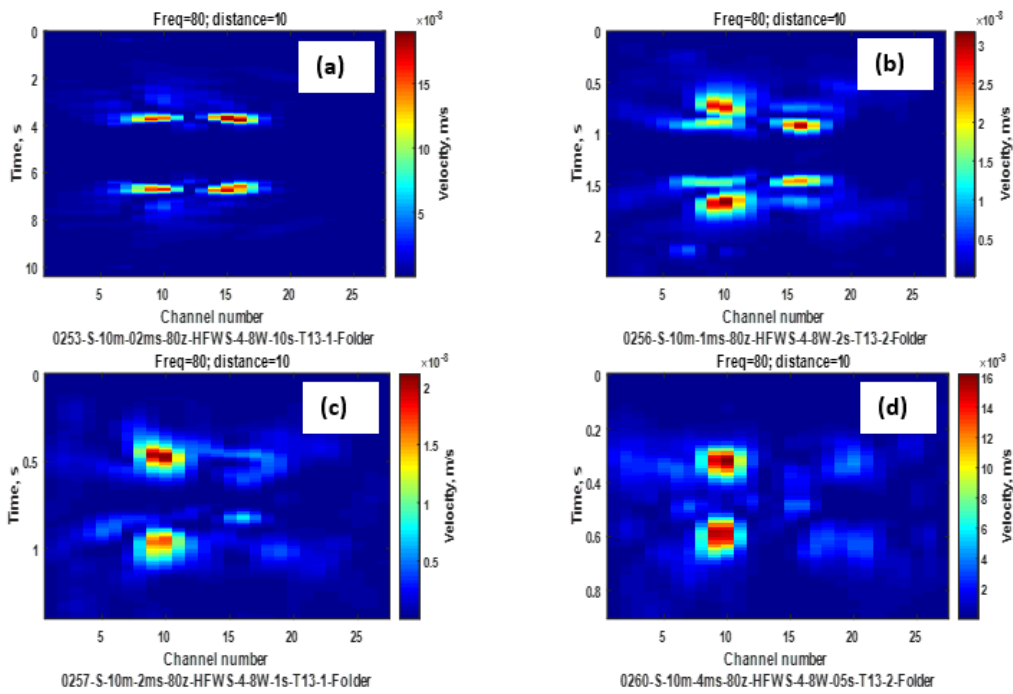 Freq=80; distance=10
×10⁻⁸
(a)
0
2
4
6
8
10
Time, s
5
10
15
20
25
Channel number
15
10
5
Velocity, m/s
0253-S-10m-02ms-80z-HFWS-4-8W-10s-T13-1-Folder
Freq=80; distance=10
×10⁻⁸
(b)
0
0.5
1
1.5
2
Time, s
5
10
15
20
25
Channel number
3
2.5
2
1.5
1
0.5
Velocity, m/s
0256-S-10m-1ms-80z-HFWS-4-8W-2s-T13-2-Folder
Freq=80; distance=10
×10⁻⁸
(c)
0
0.5
1
Time, s
5
10
15
20
25
Channel number
2
1.5
1
0.5
Velocity, m/s
0257-S-10m-2ms-80z-HFWS-4-8W-1s-T13-1-Folder
Freq=80; distance=10
×10⁻⁹
(d)
0
0.2
0.4
0.6
0.8
Time, s
5
10
15
20
25
Channel number
16
14
12
10
8
6
4
2
Velocity, m/s
0260-S-10m-4ms-80z-HFWS-4-8W-05s-T13-2-Folder